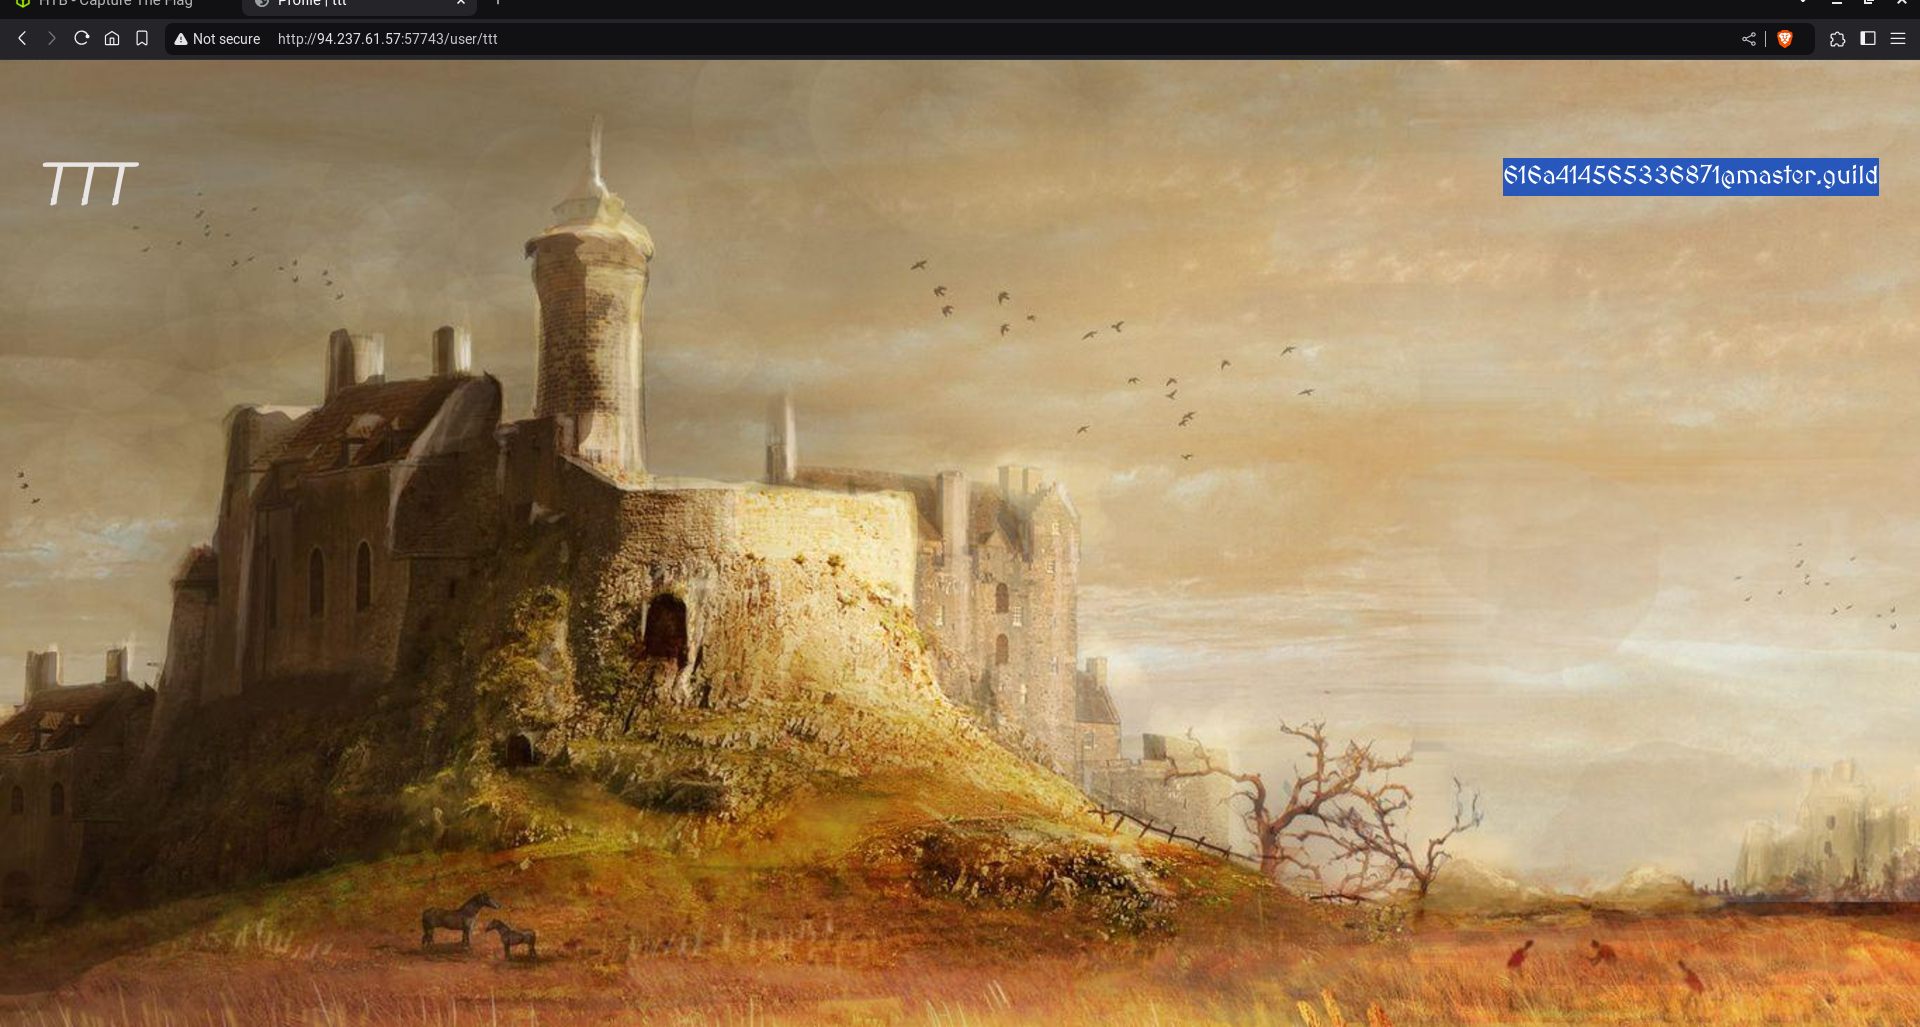 HTB - Capture The Flag
Profile | ttt
Not secure
http://94.237.61.57:57743/user/ttt
TTT
616a414565336871@master.guild